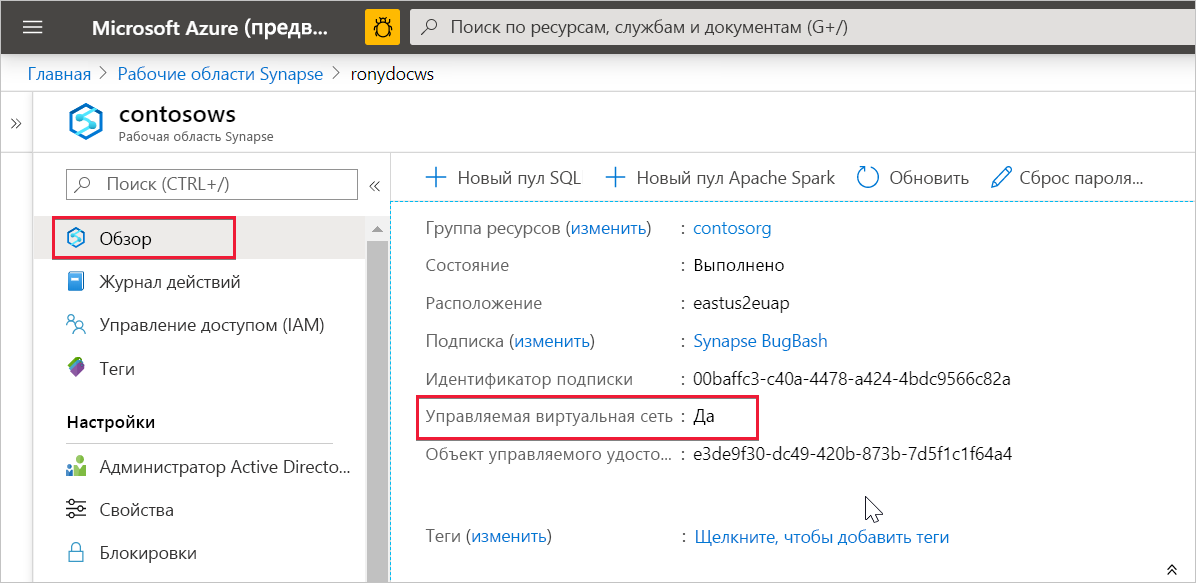 Microsoft Azure (предв...
Поиск по ресурсам, службам и документам (G+/)
Главная > Рабочие области Synapse > ronydocws
contosows
Рабочая область Synapse
Поиск (CTRL+/)
Обзор
Журнал действий
Управление доступом (IAM)
Теги
Настройки
Администратор Active Directo...
Свойства
Блокировки
Новый пул SQL
Новый пул Apache Spark
Обновить
Сброс пароля...
Группа ресурсов (изменить) : contosorg
Состояние : Выполнено
Расположение : eastus2euap
Подписка (изменить) : Synapse BugBash
Идентификатор подписки : 00baffc3-c40a-4478-a424-4bdc9566c82a
Управляемая виртуальная сеть : Да
Объект управляемого удосто... : e3de9f30-dc49-420b-873b-7d5f1c1f64a4
Теги (изменить) : Щелкните, чтобы добавить теги